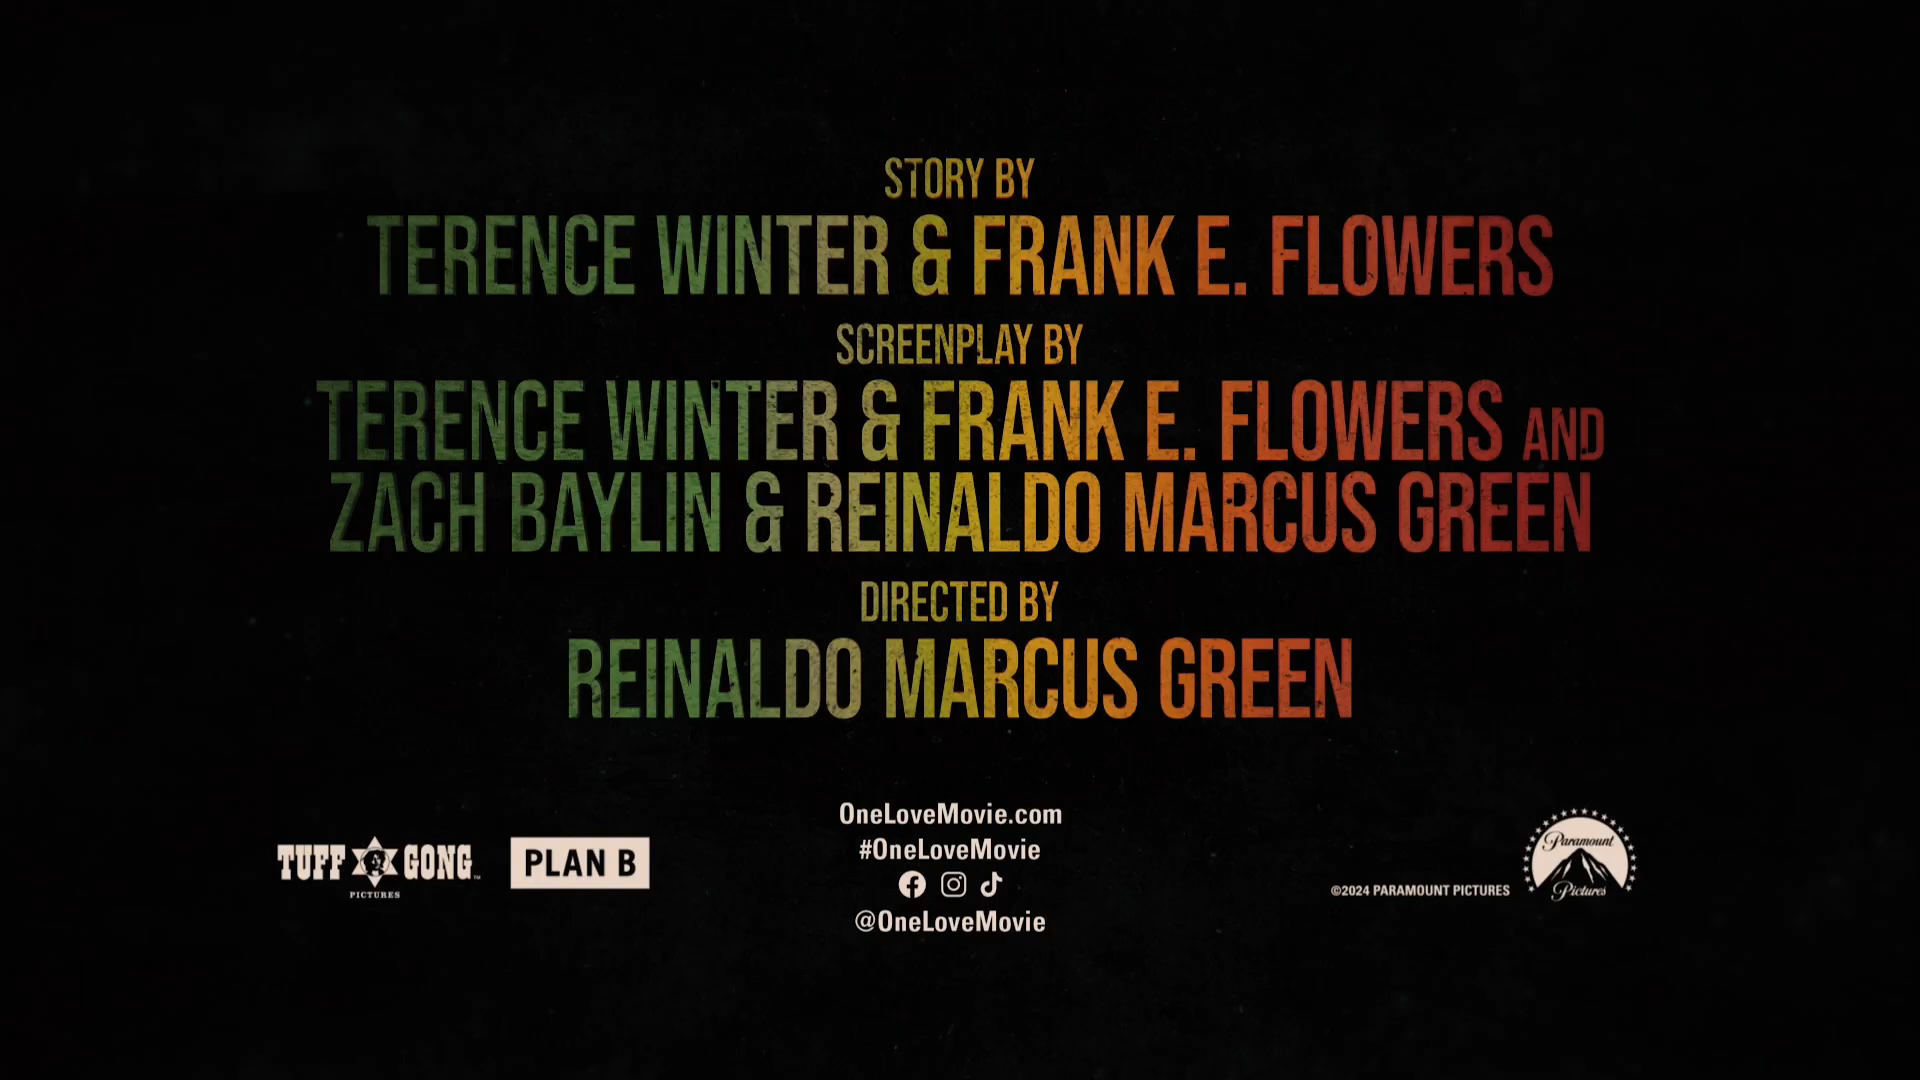 STORY BY
TERENCE WINTER & FRANK E. FLOWERS
SCREENPLAY BY
TERENCE WINTER & FRANK E. FLOWERS AND
ZACH BAYLIN & REINALDO MARCUS GREEN
DIRECTED BY
REINALDO MARCUS GREEN
TUFF GONG™
PICTURES
PLAN B
OneLoveMovie.com
#OneLoveMovie
@OneLoveMovie
©2024 PARAMOUNT PICTURES
Paramount
Pictures